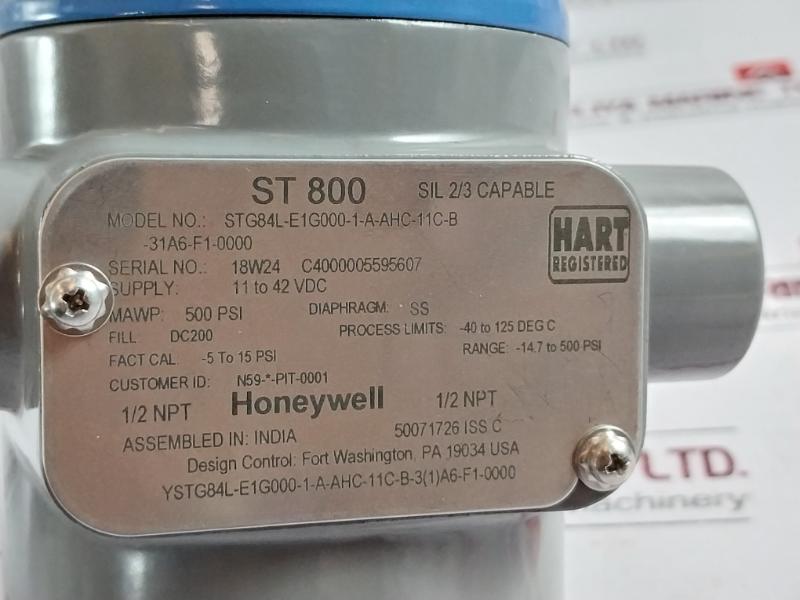 ST 800 SIL 2/3 CAPABLE
MODEL NO.: STG84L-E1G000-1-A-AHC-11C-B
-31A6-F1-0000
HART
REGISTERED
SERIAL NO.: 18W24 C4000005595607
SUPPLY: 11 to 42 VDC
MAWP: 500 PSI DIAPHRAGM: SS
FILL: DC200 PROCESS LIMITS: -40 to 125 DEG C
FACT CAL. -5 To 15 PSI RANGE: -14.7 to 500 PSI
CUSTOMER ID: N59-*-PIT-0001
1/2 NPT Honeywell 1/2 NPT
ASSEMBLED IN: INDIA 50071726 ISS C
Design Control: Fort Washington, PA 19034 USA
YSTG84L-E1G000-1-A-AHC-11C-B-3(1)A6-F1-0000
LTD.
achinery